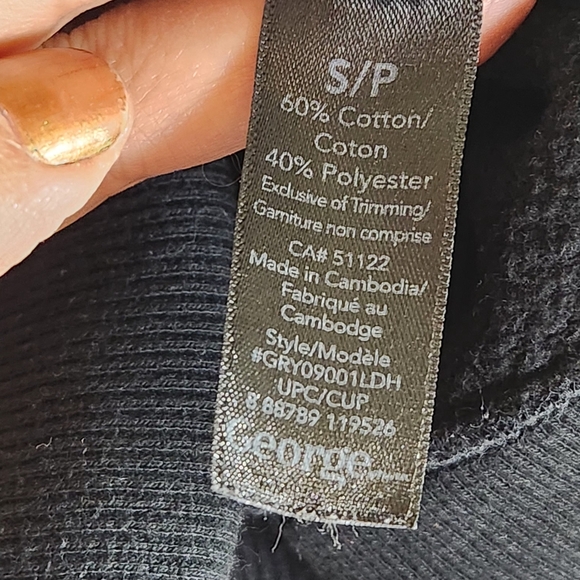 S/P
60% Cotton/
Coton
40% Polyester
Exclusive of Trimming/
Garniture non comprise
CA# 51122
Made in Cambodia/
Fabriqué au
Cambodge
Style/Modèle
#GRY09001LDH
UPC/CUP
8 88789 119526
George